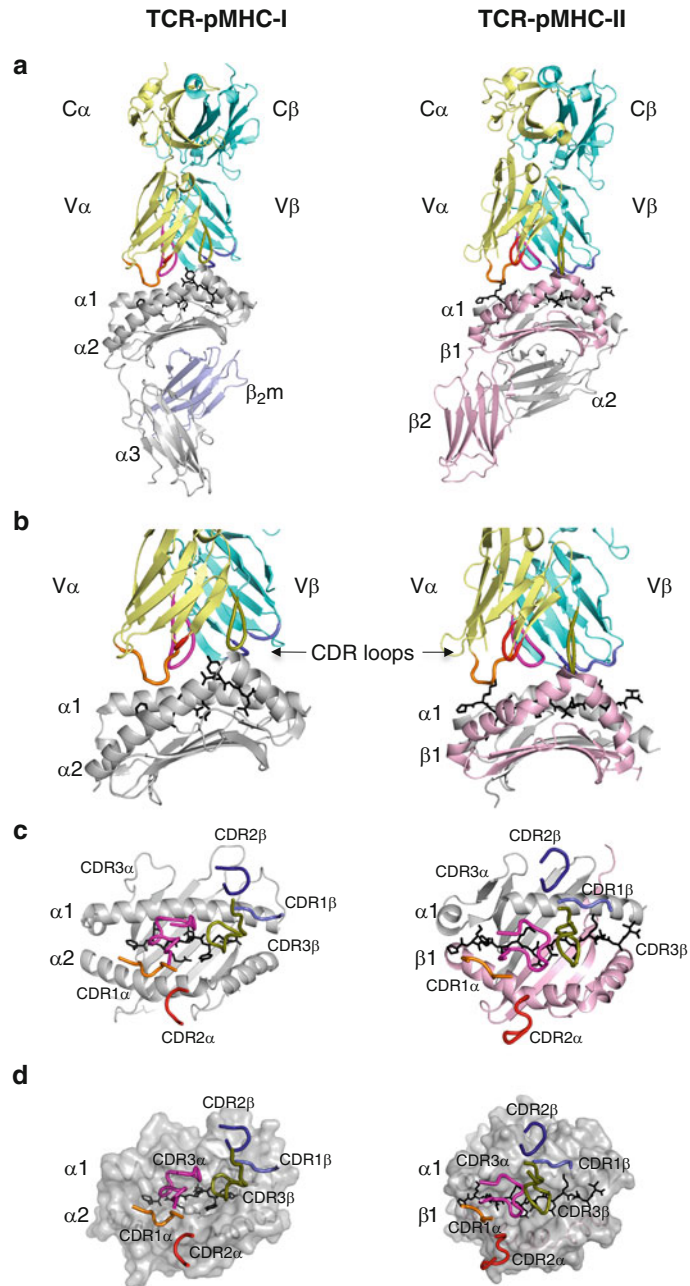 TCR-pMHC-I TCR-pMHC-II
a
Cα Cβ Cα Cβ
Vα Vβ Vα Vβ
α1 α1
α2 β1
β₂m α2
α3 β2
b
Vα Vβ Vα Vβ
CDR loops
α1 α1
α2 β1
c
CDR2β CDR2β
CDR3α CDR3α
α1 CDR1β α1 CDR1β
α2 CDR3β β1 CDR3β
CDR1α CDR1α
CDR2α CDR2α
d
CDR2β CDR2β
α1 CDR3α CDR1β α1 CDR3α CDR1β
α2 CDR3β β1 CDR3β
CDR1α CDR1α
CDR2α CDR2α